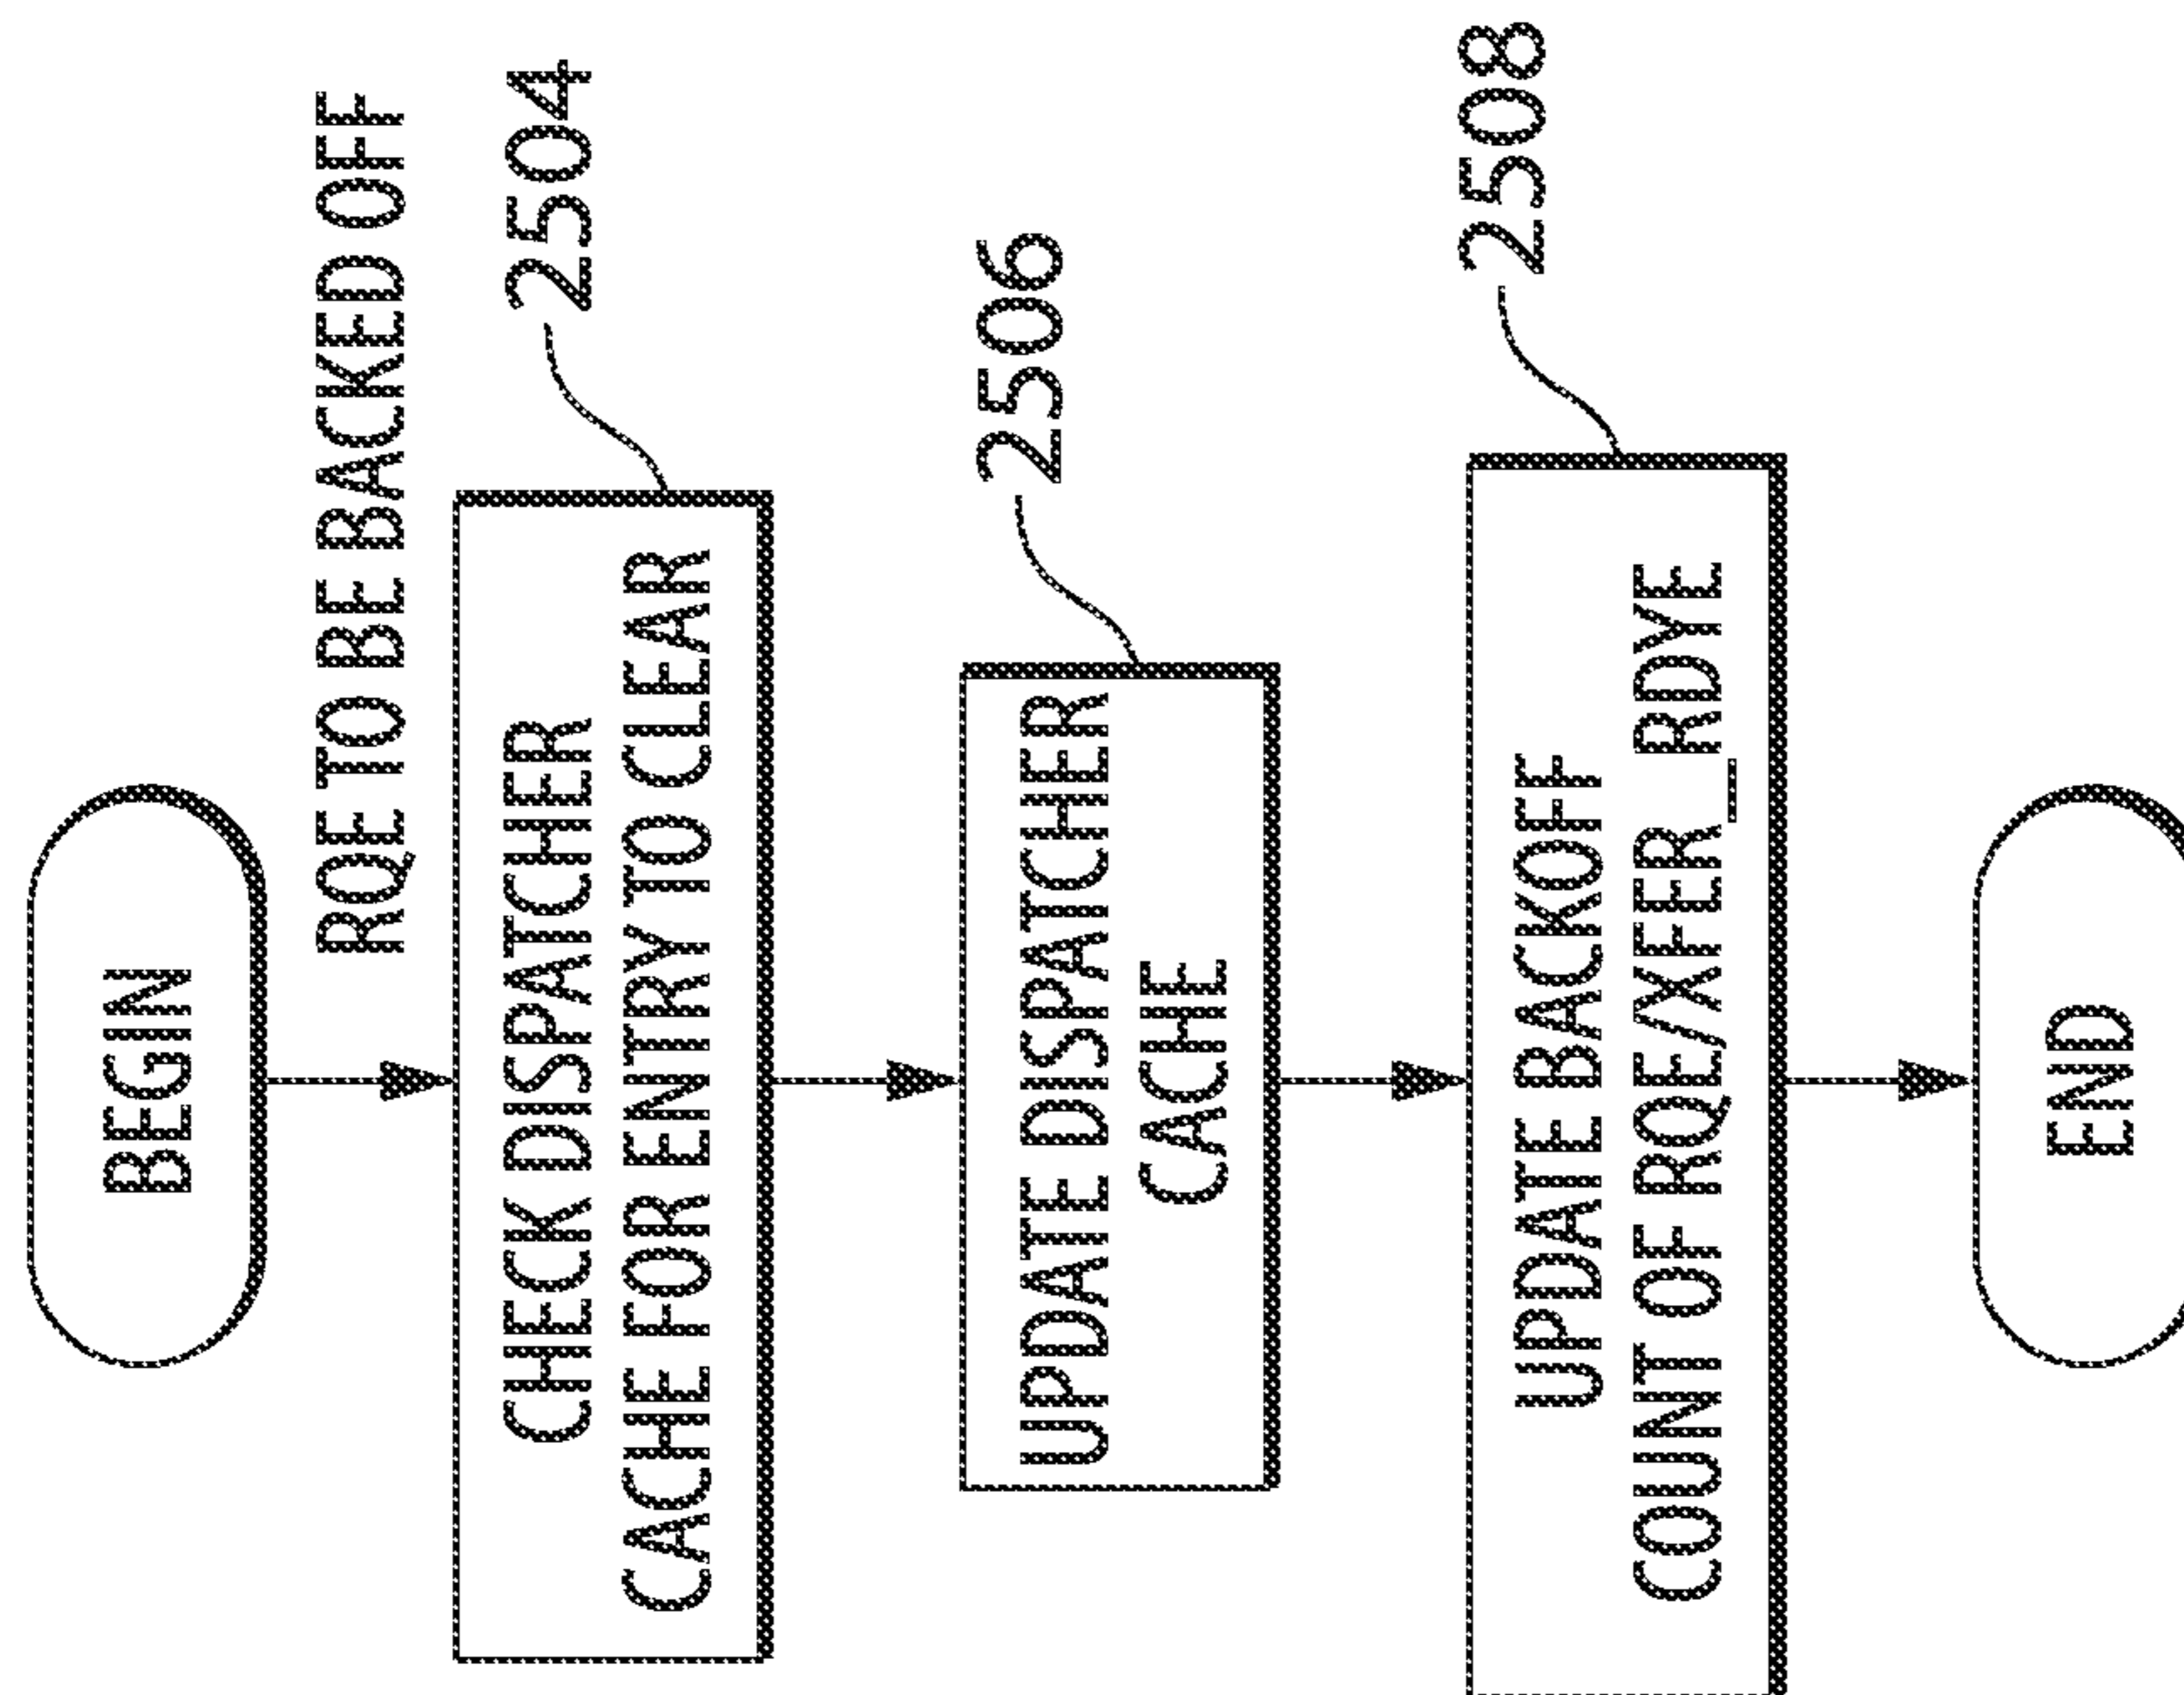 BEGIN
RQE TO BE BACKED OFF
CHECK DISPATCHER
CACHE FOR ENTRY TO CLEAR
2504
UPDATE DISPATCHER
CACHE
2506
UPDATE BACKOFF
COUNT OF RQE/XFER_RDYE
2508
END